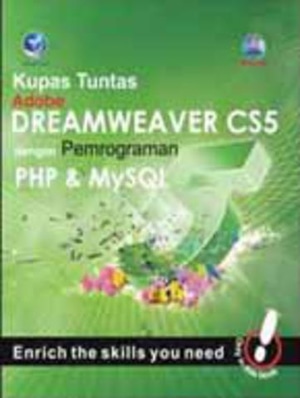 Kupas Tuntas
Adobe
DREAMWEAVER CS5
dengan Pemrograman
PHP & MySQL
Enrich the skills you need